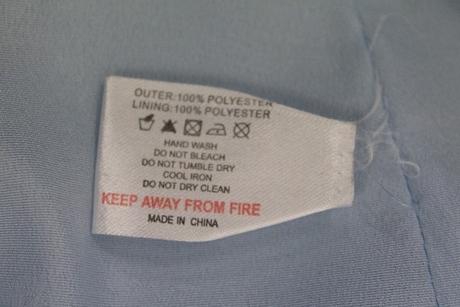 OUTER:100% POLYESTER
LINING:100% POLYESTER
HAND WASH
DO NOT BLEACH
DO NOT TUMBLE DRY
COOL IRON
DO NOT DRY CLEAN
KEEP AWAY FROM FIRE
MADE IN CHINA